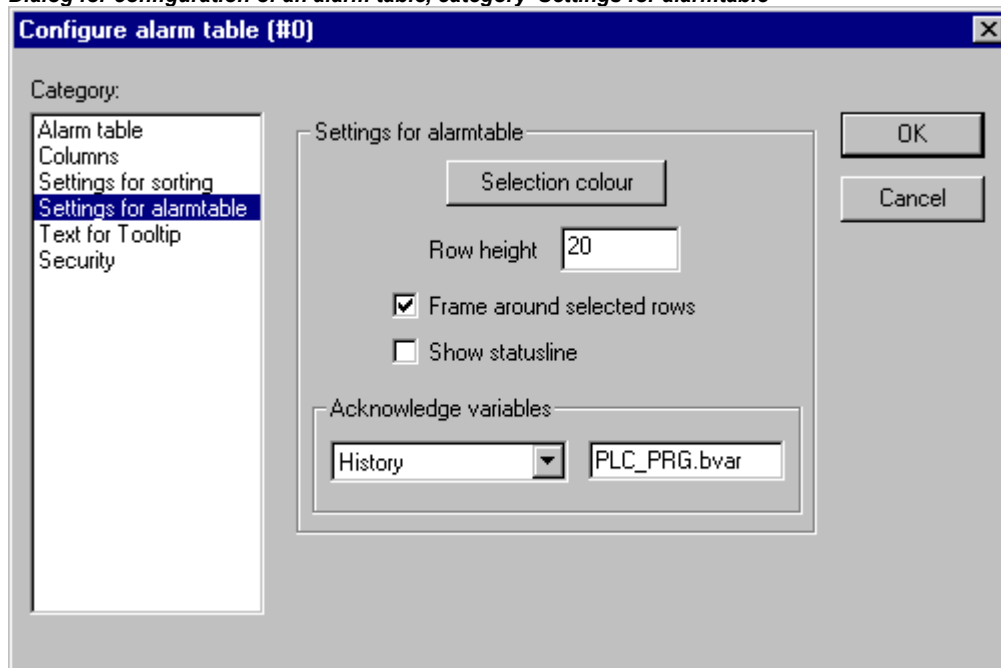 Dialog for configuration of an alarm table, category 'Settings for alarmtable'
Configure alarm table (#0)
Category:
Alarm table
Columns
Settings for sorting
Settings for alarmtable
Text for Tooltip
Security
Settings for alarmtable
Selection colour
Row height 20
Frame around selected rows
Show statusline
Acknowledge variables
History PLC_PRG.bvar
OK
Cancel